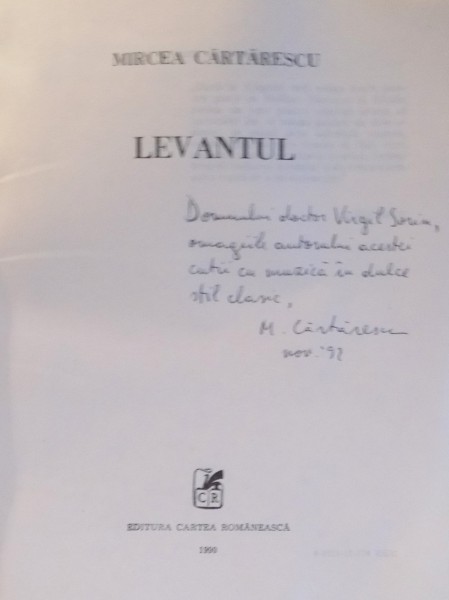 MIRCEA CĂRTĂRESCU
LEVANTUL
Domnului doctor Virgil Sorin,
omagiile autorului acestei
cutii cu muzică în dulce
stil clasic,
M. Cărtărescu
nov. '92
CR
EDITURA CARTEA ROMÂNEASCĂ
1990